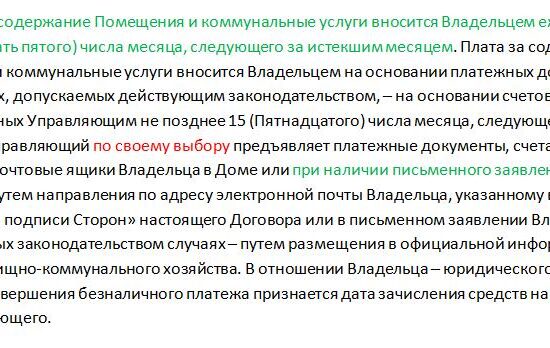 содержание Помещения и коммунальные услуги вносится Владельцем еж
ать пятого) числа месяца, следующего за истекшим месяцем. Плата за сод
и коммунальные услуги вносится Владельцем на основании платежных до
х, допускаемых действующим законодательством, – на основании счетов
ных Управляющим не позднее 15 (Пятнадцатого) числа месяца, следующе
равляющий по своему выбору предъявляет платежные документы, счета
очтовые ящики Владельца в Доме или при наличии письменного заявлен
утем направления по адресу электронной почты Владельца, указанному в
подписи Сторон» настоящего Договора или в письменном заявлении Вл
ых законодательством случаях – путем размещения в официальной инфор
ищно-коммунального хозяйства. В отношении Владельца – юридического
вершения безналичного платежа признается дата зачисления средств на
ющего.